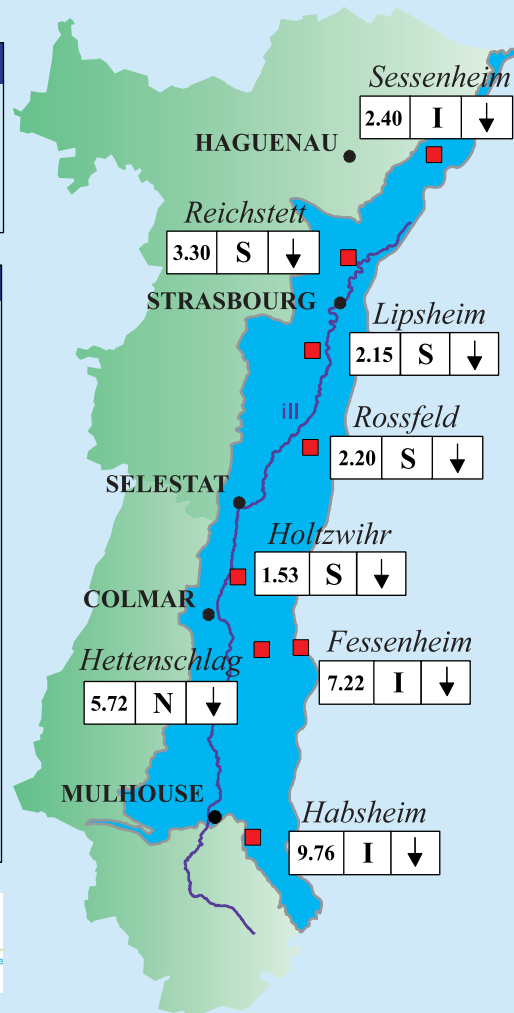 Sessenheim
2.40 I ↓
HAGUENAU
Reichstett
3.30 S ↓
STRASBOURG
Lipsheim
2.15 S ↓
ill
Rossfeld
2.20 S ↓
SELESTAT
Holtzwihr
1.53 S ↓
COLMAR
Fessenheim
7.22 I ↓
Hettenschlag
5.72 N ↓
MULHOUSE
Habsheim
9.76 I ↓